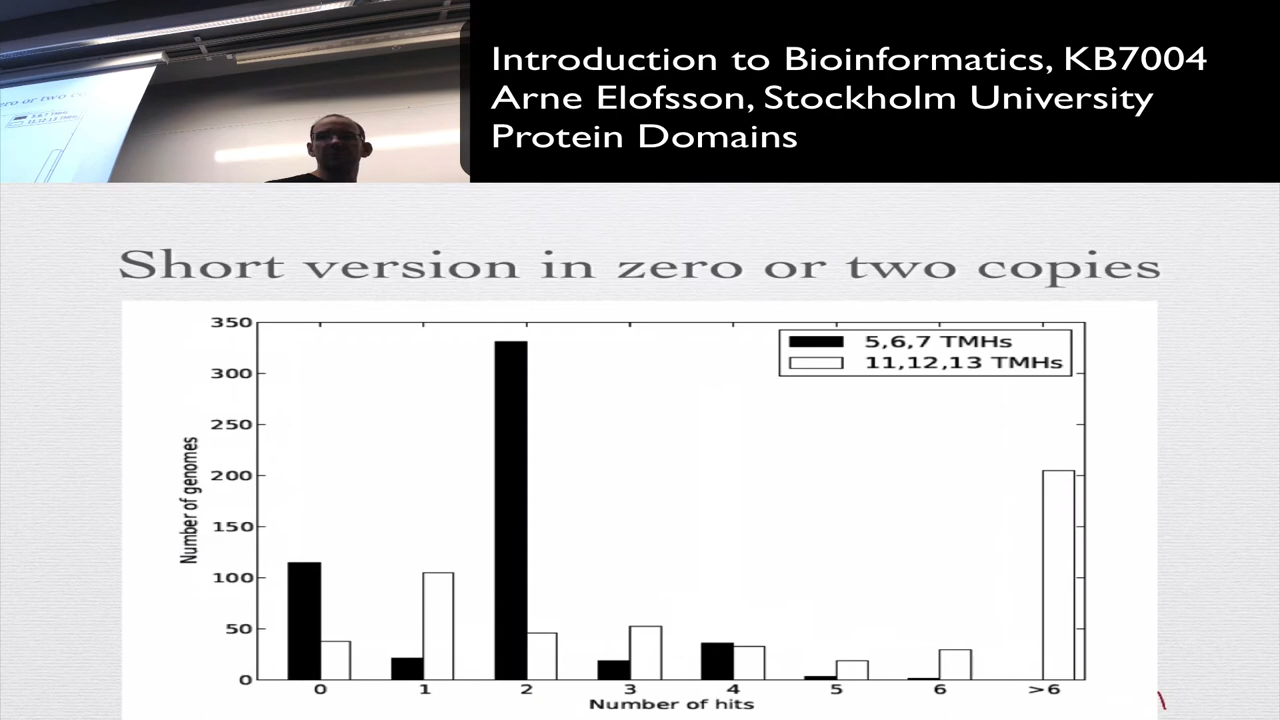 Introduction to Bioinformatics, KB7004
Arne Elofsson, Stockholm University
Protein Domains
Short version in zero or two copies
350
300
250
200
150
100
50
0
Number of genomes
5,6,7 TMHs
11,12,13 TMHs
0 1 2 3 4 5 6 >6
Number of hits